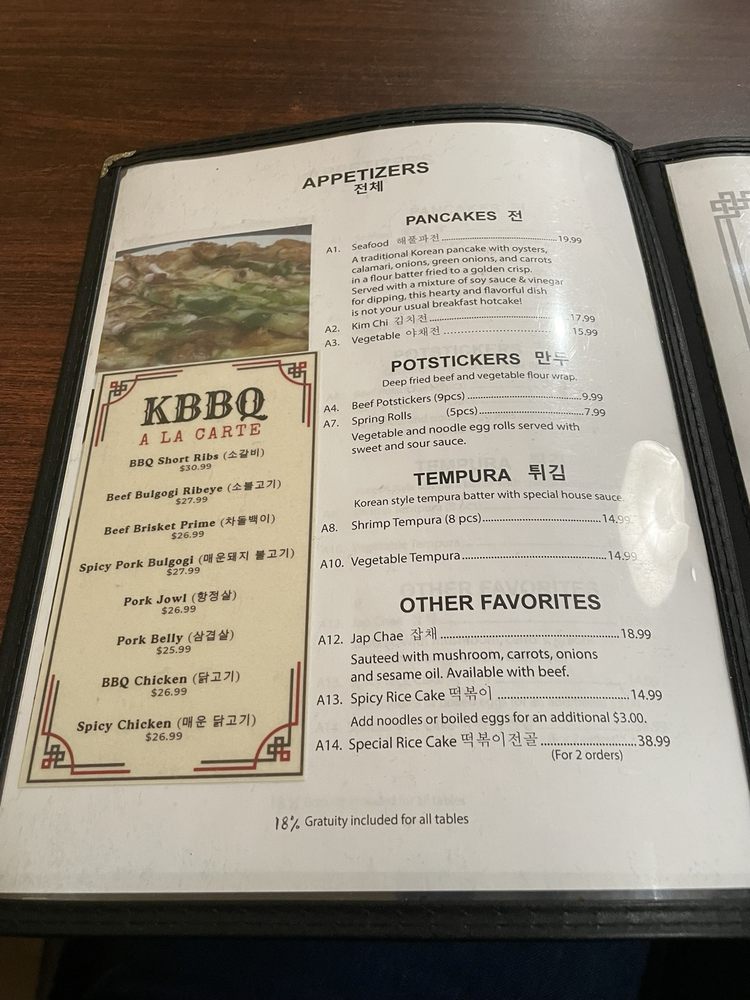 APPETIZERS
전체
PANCAKES 전
A1. Seafood 해풀파전 19.99
A traditional Korean pancake with oysters,
calamari, onions, green onions, and carrots
in a flour batter fried to a golden crisp.
Served with a mixture of soy sauce & vinegar
for dipping, this hearty and flavorful dish
is not your usual breakfast hotcake!
A2. Kim Chi 김치전 17.99
A3. Vegetable 야채전 15.99
POTSTICKERS 만두
Deep fried beef and vegetable flour wrap.
A4. Beef Potstickers (9pcs) 9.99
A7. Spring Rolls (5pcs) 7.99
Vegetable and noodle egg rolls served with
sweet and sour sauce.
TEMPURA 튀김
Korean style tempura batter with special house sauce.
A8. Shrimp Tempura (8 pcs) 14.99
A10. Vegetable Tempura 14.99
OTHER FAVORITES
A12. Jap Chae 잡채 18.99
Sauteed with mushroom, carrots, onions
and sesame oil. Available with beef.
A13. Spicy Rice Cake 떡볶이 14.99
Add noodles or boiled eggs for an additional $3.00.
A14. Special Rice Cake 떡볶이전골 38.99
(For 2 orders)
KBBQ
A LA CARTE
BBQ Short Ribs (소갈비)
$30.99
Beef Bulgogi Ribeye (소불고기)
$27.99
Beef Brisket Prime (차돌백이)
$26.99
Spicy Pork Bulgogi (매운돼지 불고기)
$27.99
Pork Jowl (항정살)
$26.99
Pork Belly (삼겹살)
$25.99
BBQ Chicken (닭고기)
$26.99
Spicy Chicken (매운 닭고기)
$26.99
18% Gratuity included for all tables